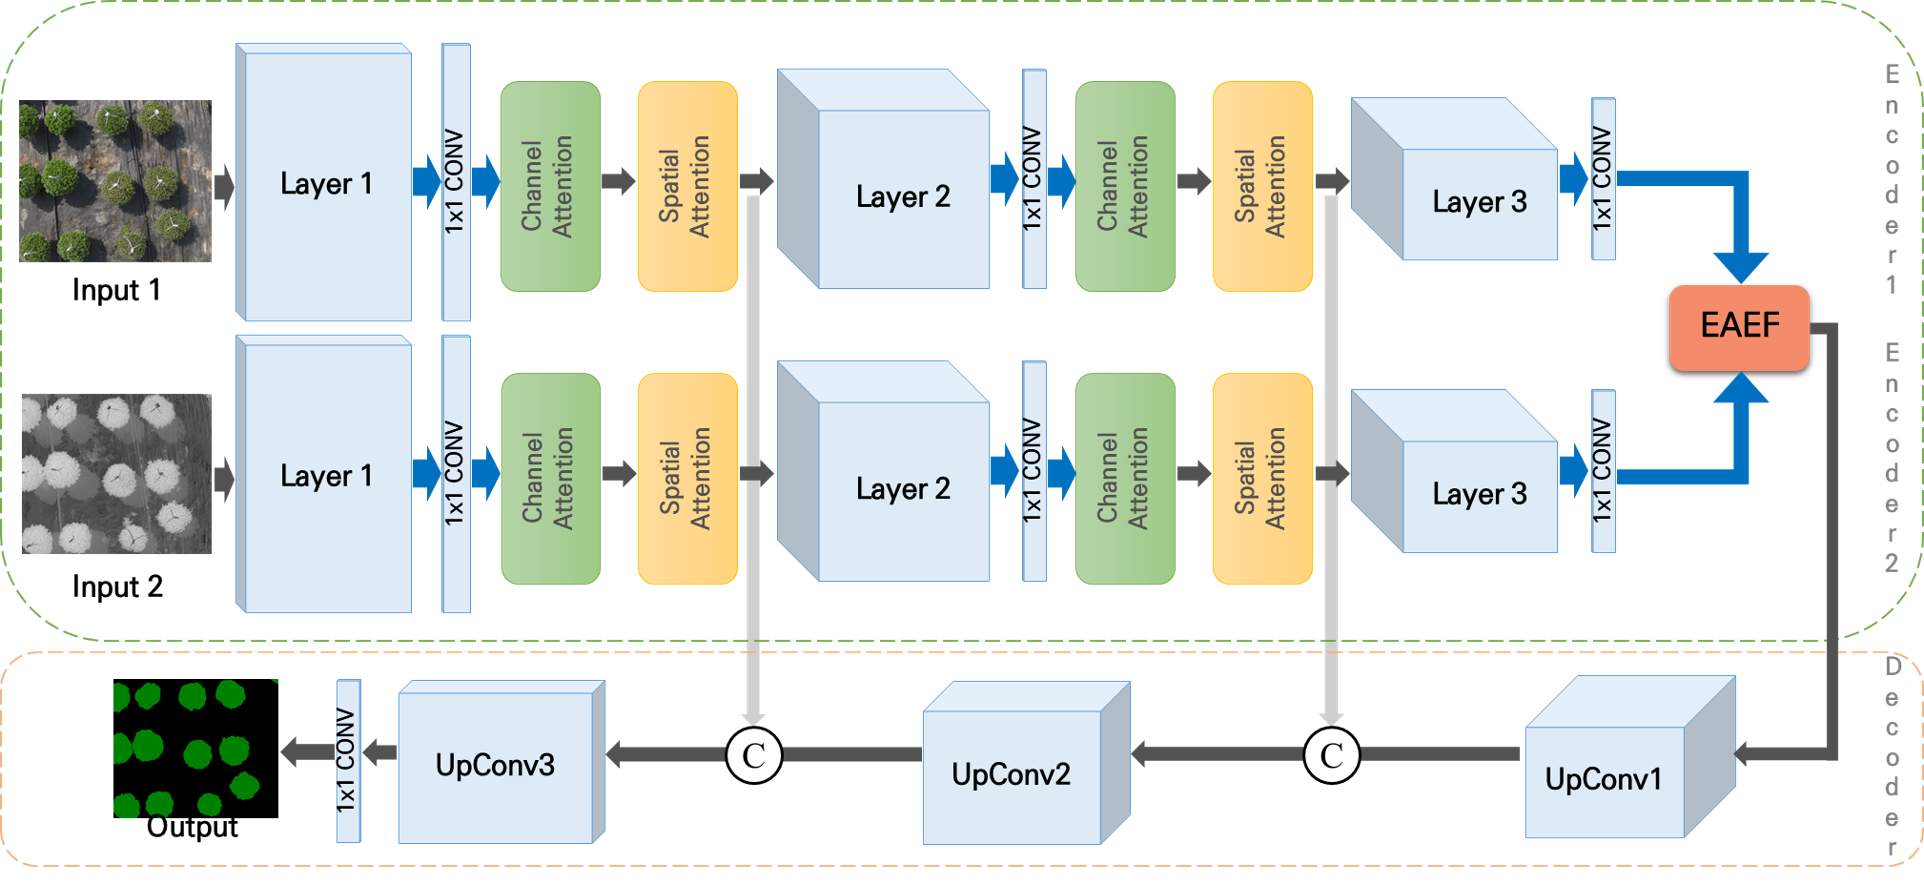 Input 1
Layer 1
1x1 CONV
Channel
Attention
Spatial
Attention
Layer 2
1x1 CONV
Channel
Attention
Spatial
Attention
Layer 3
1x1 CONV
Encoder1
EAEF
Input 2
Layer 1
1x1 CONV
Channel
Attention
Spatial
Attention
Layer 2
1x1 CONV
Channel
Attention
Spatial
Attention
Layer 3
1x1 CONV
Encoder2
Output
1x1 CONV
UpConv3
C
UpConv2
C
UpConv1
Decoder